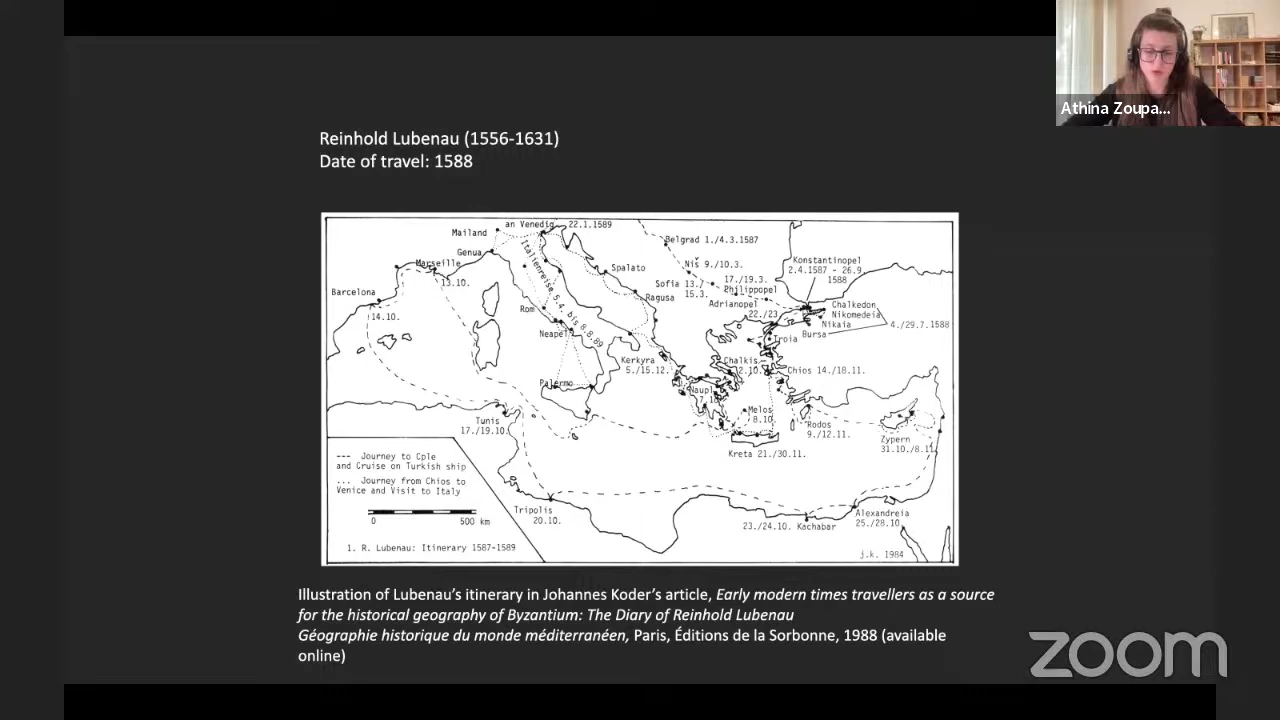 Athina Zoupa...
Reinhold Lubenau (1556-1631)
Date of travel: 1588
an Venedig 22.1.1589
Mailand
Genua
Marseille
13.10.
Barcelona
14.10.
Italienreise 5.4. bis 8.8.89
Rom
Neapel
Palermo
Spalato
Ragusa
Belgrad 1./4.3.1587
Niš 9./10.3.
Sofia 13./
15.3.
17./19.3.
Philippopel
Adrianopel
22./23.
Konstantinopel
2.4.1587 - 26.9.
1588
Chalkedon
Nikomedeia
Nikaia
Bursa
4./29.7.1588
Troia
Kerkyra
5./15.12.
Chalkis
Chios 14./18.11.
Naupl
Melos
8.10.
Rodos
9./12.11.
Kreta 21./30.11.
Zypern
31.10./8.11.
Tunis
17./19.10.
Tripolis
20.10.
23./24.10. Kachabar
Alexandreia
25./28.10.
--- Journey to Cple
and Cruise on Turkish ship
... Journey from Chios to
Venice and Visit to Italy
0 500 km
1. R. Lubenau: Itinerary 1587-1589
j.k. 1984
Illustration of Lubenau's itinerary in Johannes Koder's article, Early modern times travellers as a source
for the historical geography of Byzantium: The Diary of Reinhold Lubenau
Géographie historique du monde méditerranéen, Paris, Éditions de la Sorbonne, 1988 (available
online)
zoom